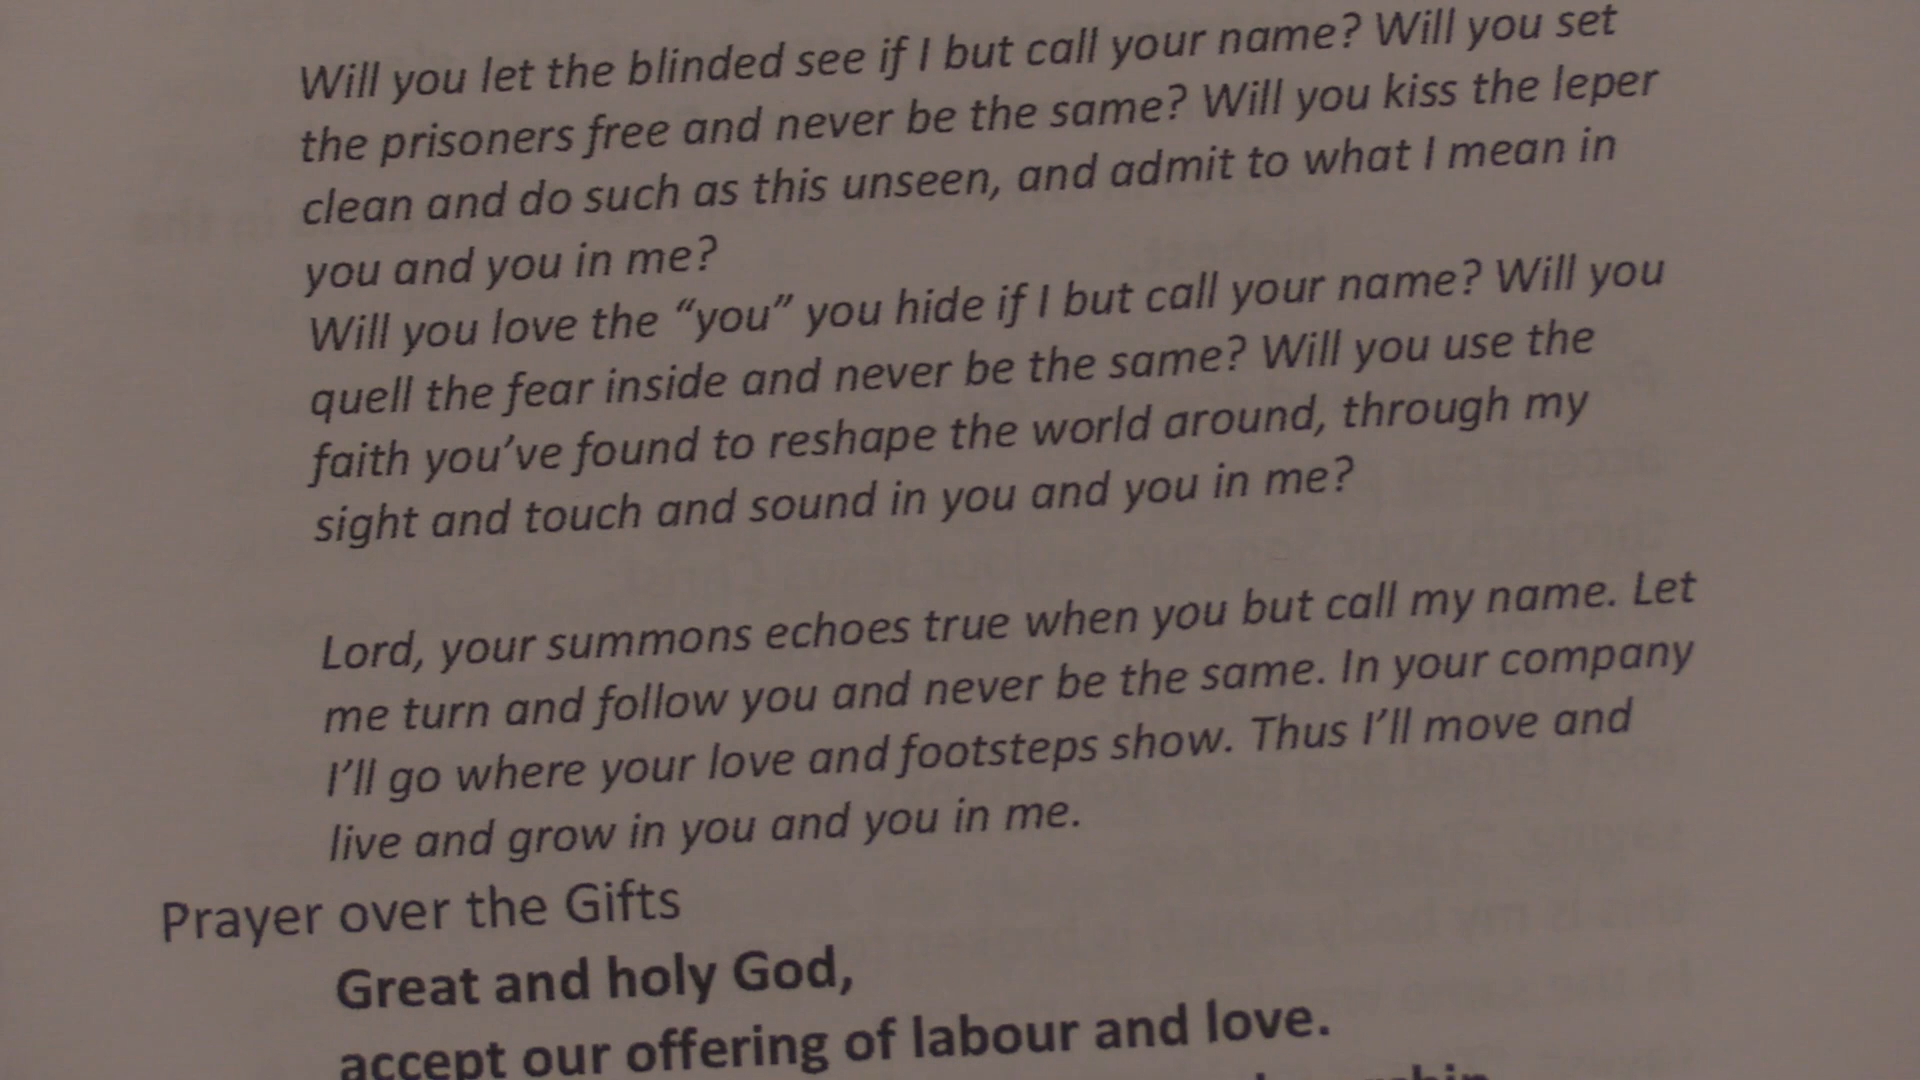 Will you let the blinded see if I but call your name? Will you set
the prisoners free and never be the same? Will you kiss the leper
clean and do such as this unseen, and admit to what I mean in
you and you in me?
Will you love the “you” you hide if I but call your name? Will you
quell the fear inside and never be the same? Will you use the
faith you’ve found to reshape the world around, through my
sight and touch and sound in you and you in me?
Lord, your summons echoes true when you but call my name. Let
me turn and follow you and never be the same. In your company
I’ll go where your love and footsteps show. Thus I’ll move and
live and grow in you and you in me.
Prayer over the Gifts
Great and holy God,
accept our offering of labour and love.